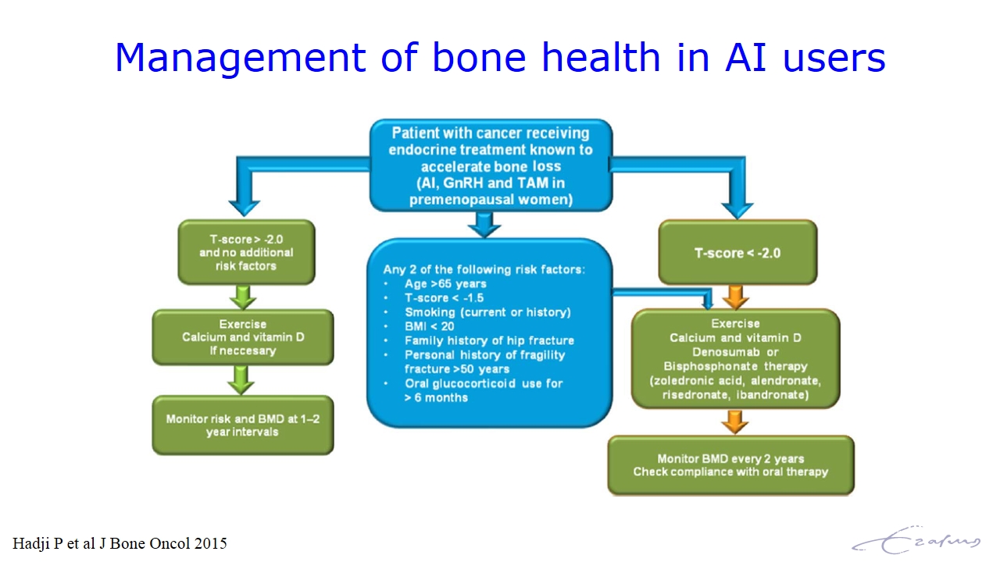 Management of bone health in AI users
Patient with cancer receiving
endocrine treatment known to
accelerate bone loss
(AI, GnRH and TAM in
premenopausal women)
T-score > -2.0
and no additional
risk factors
Exercise
Calcium and vitamin D
If neccesary
Monitor risk and BMD at 1–2
year intervals
Any 2 of the following risk factors:
• Age >65 years
• T-score < -1.5
• Smoking (current or history)
• BMI < 20
• Family history of hip fracture
• Personal history of fragility
fracture >50 years
• Oral glucocorticoid use for
> 6 months
T-score < -2.0
Exercise
Calcium and vitamin D
Denosumab or
Bisphosphonate therapy
(zoledronic acid, alendronate,
risedronate, ibandronate)
Monitor BMD every 2 years
Check compliance with oral therapy
Hadji P et al J Bone Oncol 2015
Erasmus